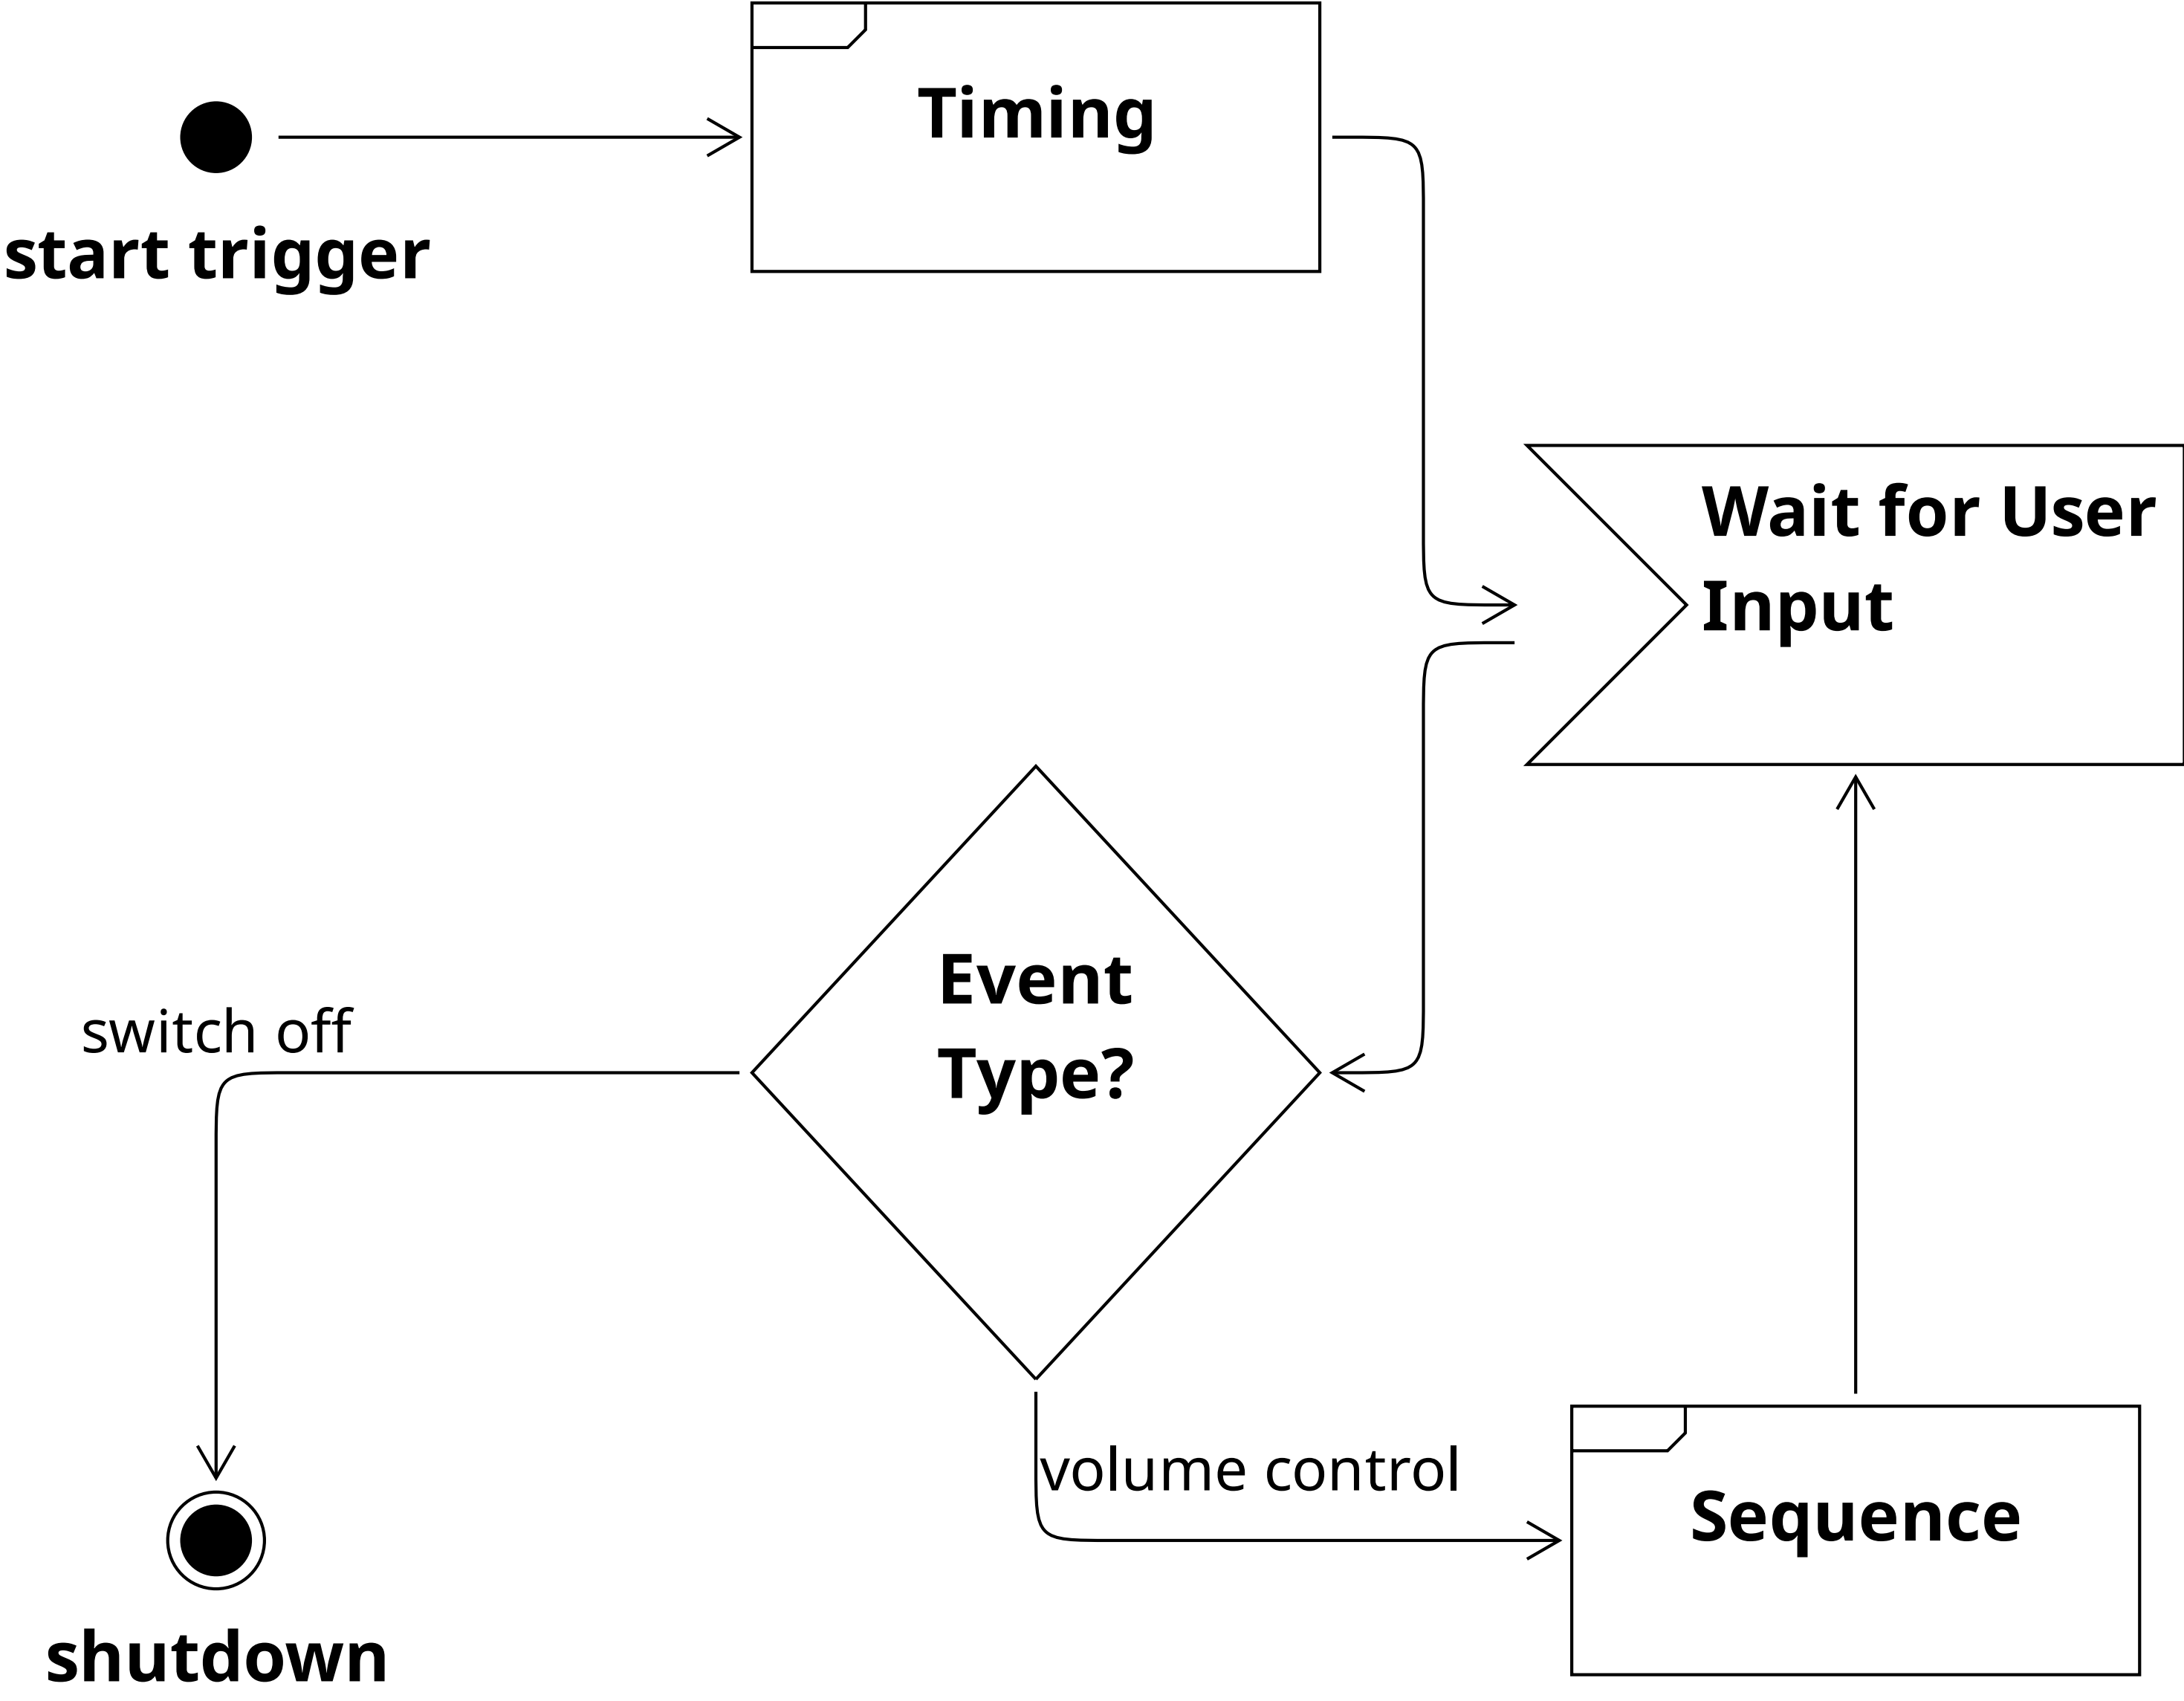 Timing
start trigger
Wait for User
Input
Event
Type?
switch off
volume control
Sequence
shutdown